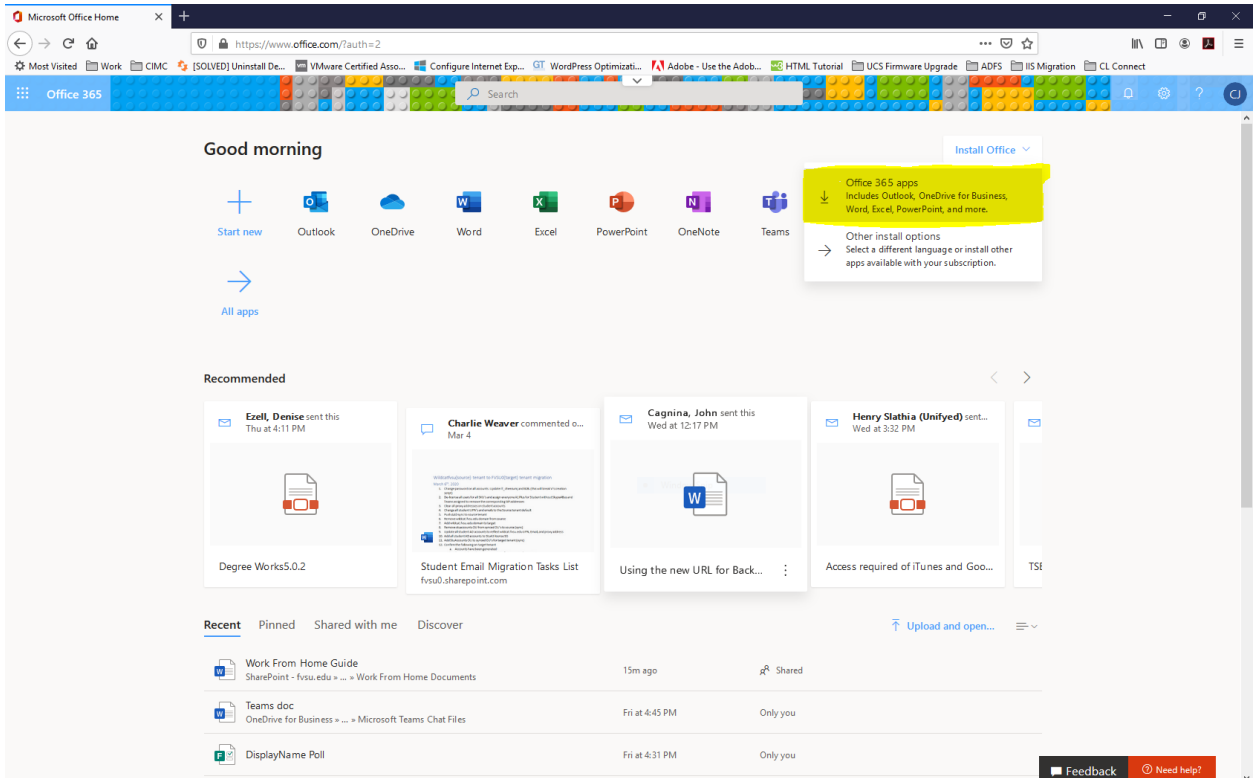 Microsoft Office Home
https://www.office.com/?auth=2
Most Visited Work CIMC [SOLVED] Uninstall De... VMware Certified Asso... Configure Internet Exp... GT WordPress Optimizati... Adobe - Use the Adob... HTML Tutorial UCS Firmware Upgrade ADFS IIS Migration CL Connect
Office 365
Search
CJ
Good morning
Install Office
Office 365 apps
Includes Outlook, OneDrive for Business,
Word, Excel, PowerPoint, and more.
Other install options
Select a different language or install other
apps available with your subscription.
Start new Outlook OneDrive Word Excel PowerPoint OneNote Teams
All apps
Recommended
Ezell, Denise sent this
Thu at 4:11 PM
Degree Works5.0.2
Charlie Weaver commented o...
Mar 4
Student Email Migration Tasks List
fvsu0.sharepoint.com
Cagnina, John sent this
Wed at 12:17 PM
Using the new URL for Back...
Henry Slathia (Unifyed) sent...
Wed at 3:32 PM
Access required of iTunes and Goo...
TSE
Recent Pinned Shared with me Discover
Upload and open...
Work From Home Guide
SharePoint - fvsu.edu » ... » Work From Home Documents
15m ago
Shared
Teams doc
OneDrive for Business » ... » Microsoft Teams Chat Files
Fri at 4:45 PM
Only you
DisplayName Poll
Fri at 4:31 PM
Only you
Feedback
Need help?